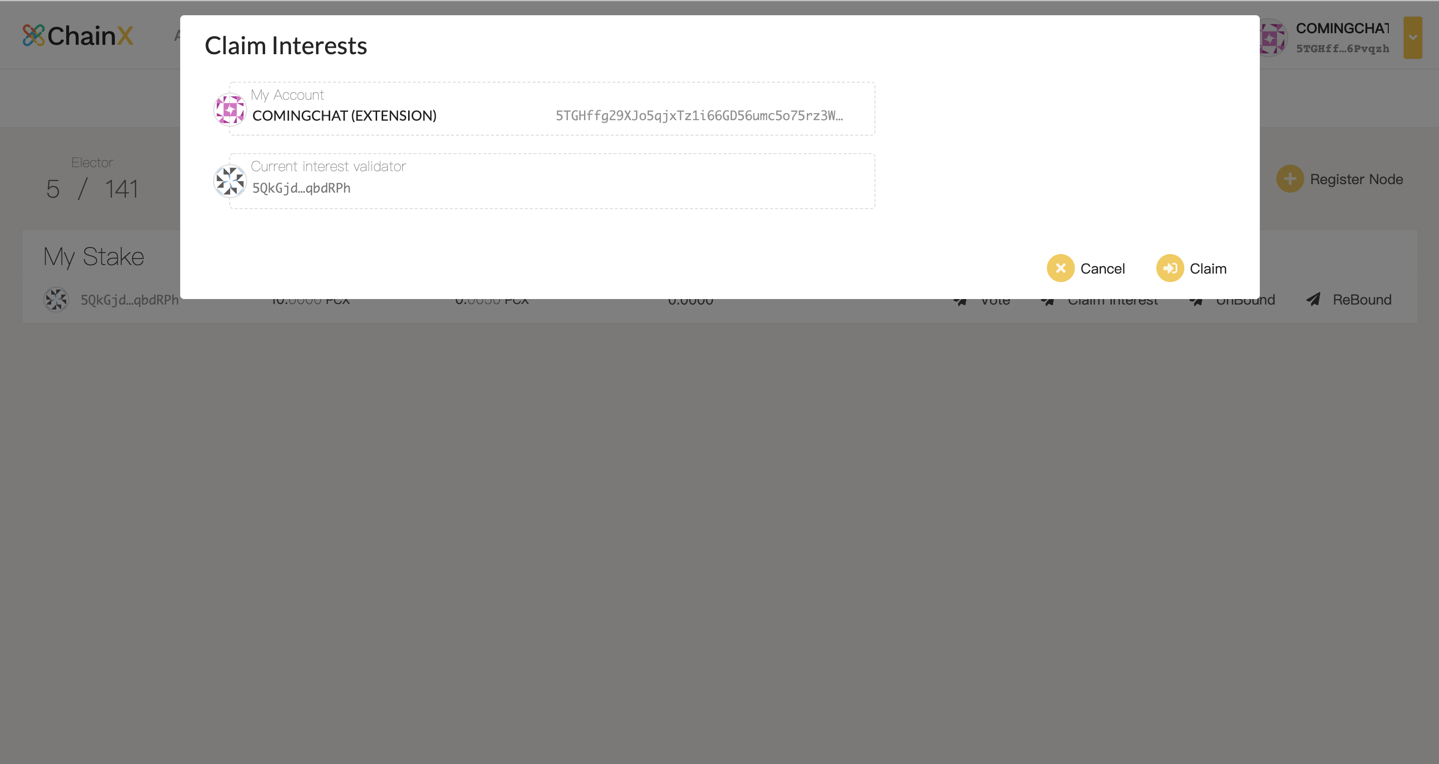 ChainX
Claim Interests
COMINGCHAT
5TGHff…6Pvqzh
My Account
COMINGCHAT (EXTENSION)
5TGHffg29XJo5qjxTz1i66GD56umc5o75rz3W…
Current interest validator
5QkGjd…qbdRPh
Elector
5 / 141
Register Node
Cancel
Claim
My Stake
5QkGjd…qbdRPh
10.0000 PCX
0.0050 PCX
0.0000
Vote
Claim Interest
UnBound
ReBound